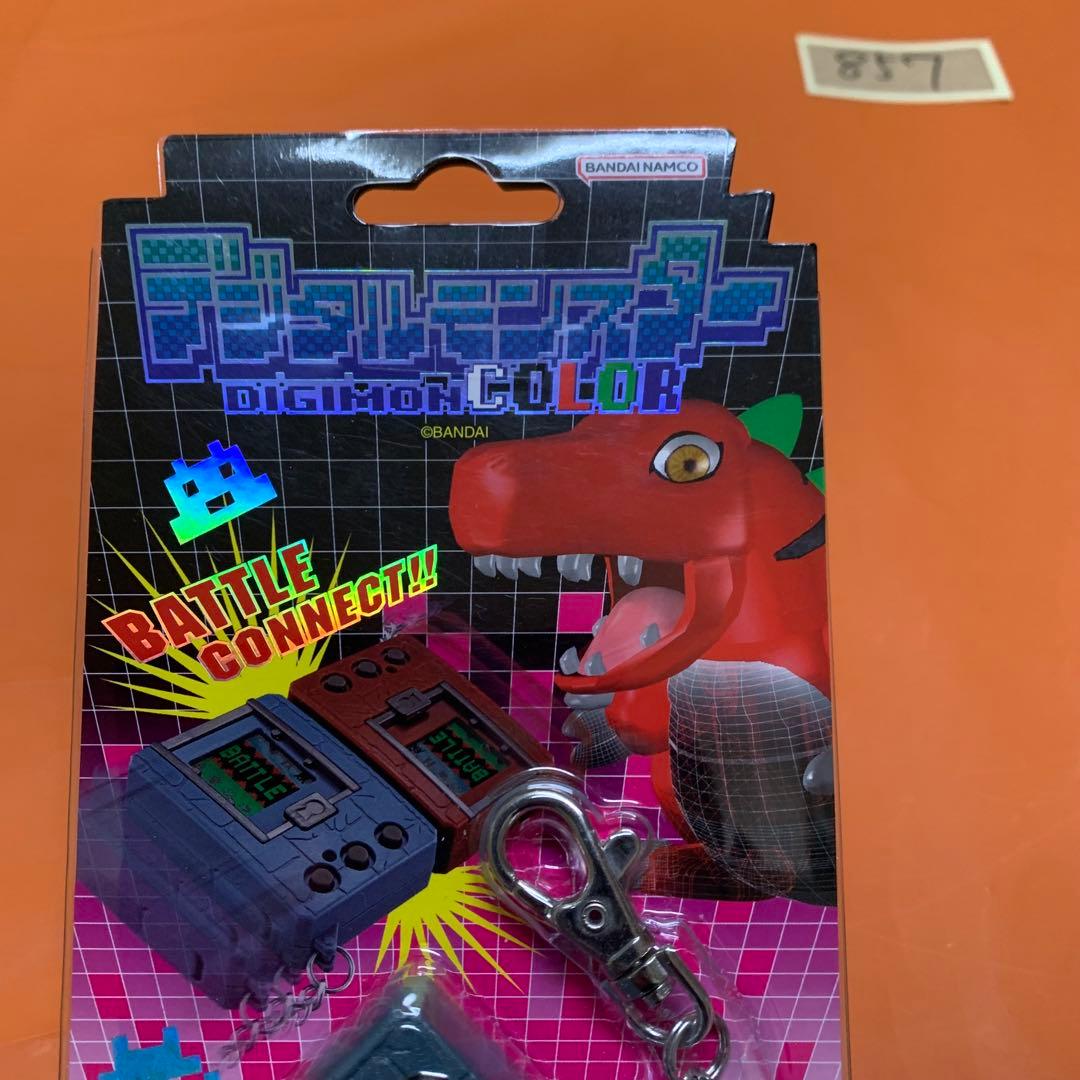 857
BANDAI NAMCO
デジタルモンスター
DIGIMON COLOR
©BANDAI
BATTLE
CONNECT!!
BATTLE
BATTLE